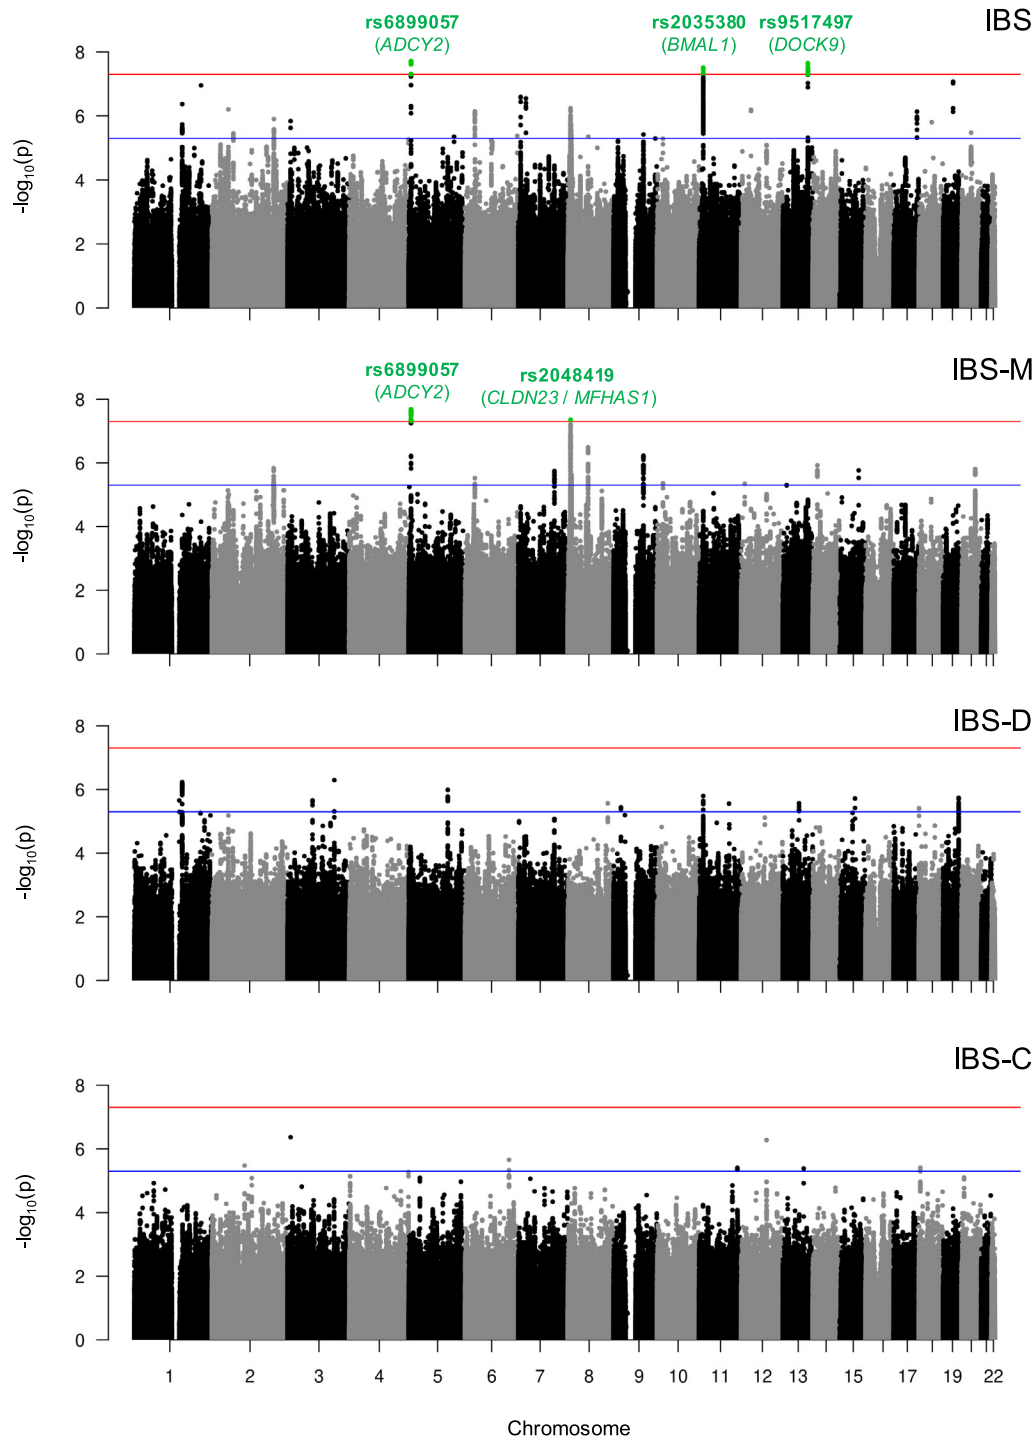 IBS
rs6899057 rs2035380 rs9517497
(ADCY2) (BMAL1) (DOCK9)
8
6
4
2
0
-log10(p)
IBS-M
rs6899057 rs2048419
(ADCY2) (CLDN23 / MFHAS1)
8
6
4
2
0
-log10(p)
IBS-D
8
6
4
2
0
-log10(p)
IBS-C
8
6
4
2
0
-log10(p)
1 2 3 4 5 6 7 8 9 10 11 12 13 15 17 19 22
Chromosome